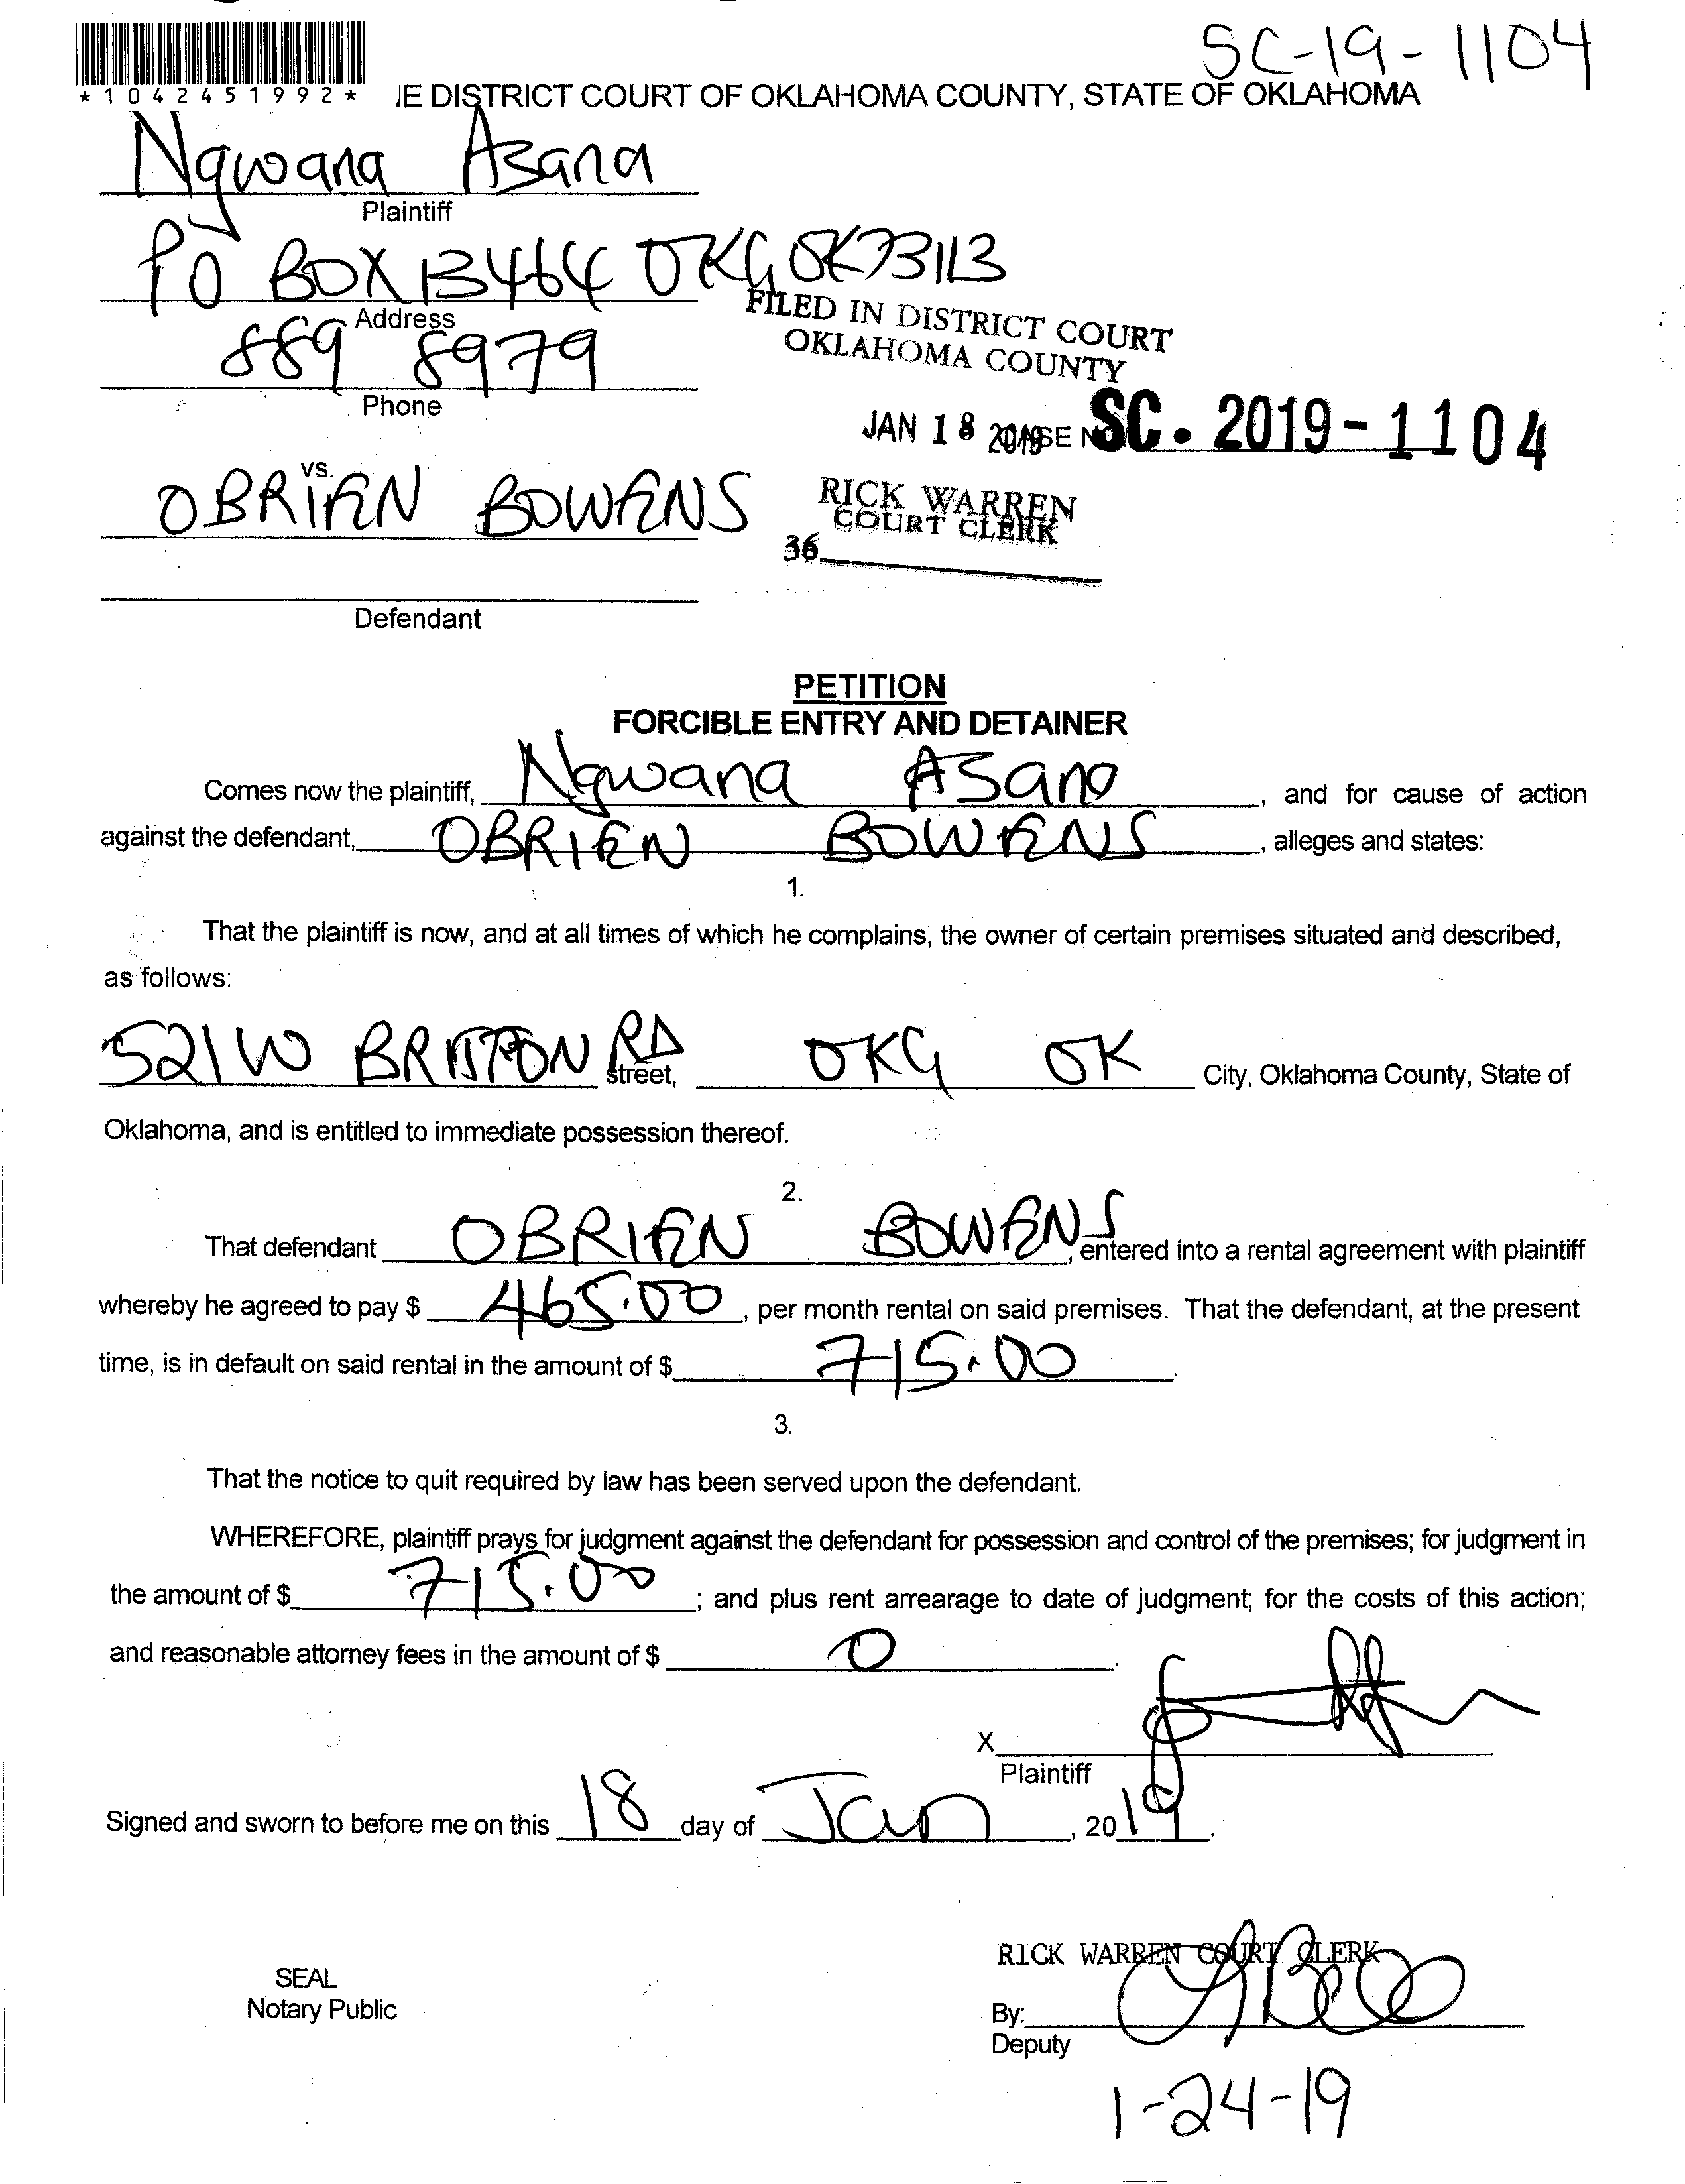 SC-19-1104
*1042451992* IE DISTRICT COURT OF OKLAHOMA COUNTY, STATE OF OKLAHOMA
Ngwana Asana
Plaintiff
PO BOX 13464 OKC OK 73113
Address
FILED IN DISTRICT COURT
OKLAHOMA COUNTY
889 8979
Phone
JAN 18 2019 CASE NO. SC. 2019-1104
vs.
OBRIEN BOWENS
RICK WARREN
COURT CLERK
36
Defendant
PETITION
FORCIBLE ENTRY AND DETAINER
Comes now the plaintiff, Ngwana Asana, and for cause of action
against the defendant, OBRIEN BOWENS, alleges and states:
1.
That the plaintiff is now, and at all times of which he complains, the owner of certain premises situated and described,
as follows:
521 W BRITTON RD street, OKC OK City, Oklahoma County, State of
Oklahoma, and is entitled to immediate possession thereof.
2.
That defendant OBRIEN BOWENS, entered into a rental agreement with plaintiff
whereby he agreed to pay $ 465.00, per month rental on said premises. That the defendant, at the present
time, is in default on said rental in the amount of $ 715.00.
3.
That the notice to quit required by law has been served upon the defendant.
WHEREFORE, plaintiff prays for judgment against the defendant for possession and control of the premises; for judgment in
the amount of $ 715.00; and plus rent arrearage to date of judgment; for the costs of this action;
and reasonable attorney fees in the amount of $ 0.
X
Plaintiff
Signed and sworn to before me on this 18 day of Jan, 2019.
RICK WARREN COURT CLERK
SEAL
Notary Public
By:
Deputy
1-24-19